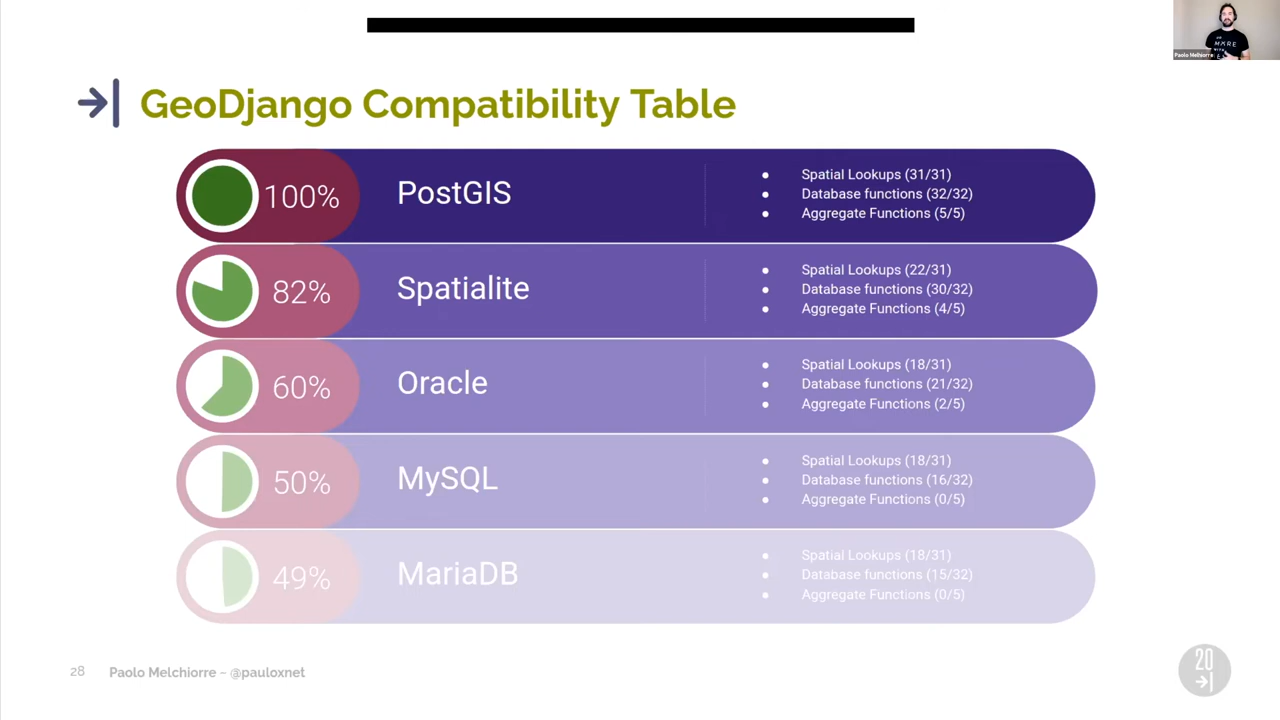 GeoDjango Compatibility Table
100%
PostGIS
● Spatial Lookups (31/31)
● Database functions (32/32)
● Aggregate Functions (5/5)
82%
Spatialite
● Spatial Lookups (22/31)
● Database functions (30/32)
● Aggregate Functions (4/5)
60%
Oracle
● Spatial Lookups (18/31)
● Database functions (21/32)
● Aggregate Functions (2/5)
50%
MySQL
● Spatial Lookups (18/31)
● Database functions (16/32)
● Aggregate Functions (0/5)
49%
MariaDB
● Spatial Lookups (18/31)
● Database functions (15/32)
● Aggregate Functions (0/5)
28
Paolo Melchiorre – @pauloxnet
20
MORE
Paolo Melhiorre